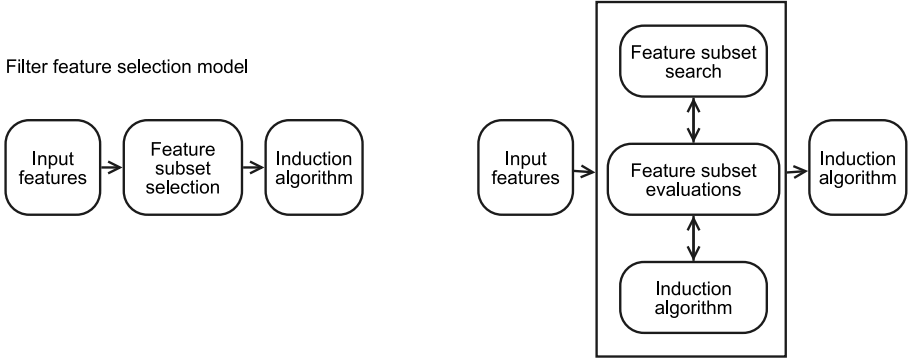 Filter feature selection model
Input
features
Feature
subset
selection
Induction
algorithm
Input
features
Feature subset
search
Feature subset
evaluations
Induction
algorithm
Induction
algorithm